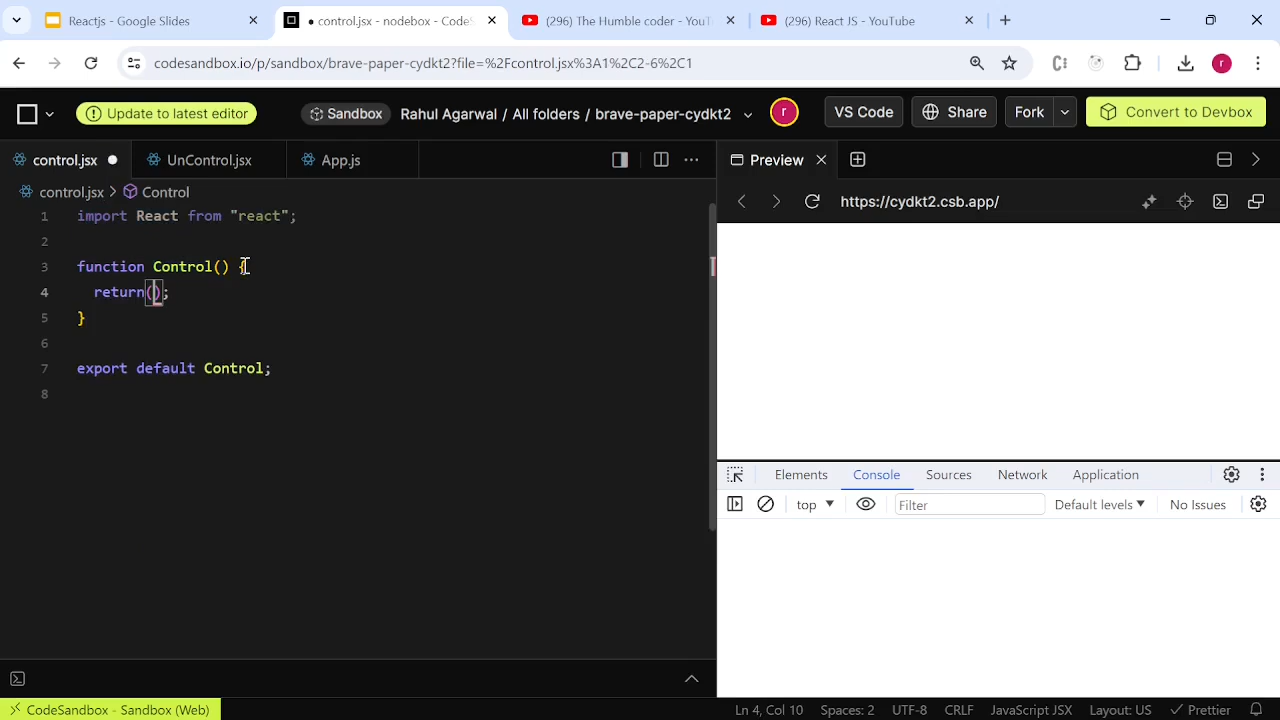 Reactjs - Google Slides
control.jsx - nodebox - CodeS
(296) The Humble coder - YouT
(296) React JS - YouTube
codesandbox.io/p/sandbox/brave-paper-cydkt2?file=%2Fcontrol.jsx%3A1%2C2-6%2C1
r
Update to latest editor
Sandbox
Rahul Agarwal / All folders / brave-paper-cydkt2
r
VS Code
Share
Fork
Convert to Devbox
control.jsx
UnControl.jsx
App.js
Preview
control.jsx > Control
https://cydkt2.csb.app/
1 import React from "react";
2
3 function Control() {
4 return();
5 }
6
7 export default Control;
8
Elements
Console
Sources
Network
Application
top
Filter
Default levels
No Issues
CodeSandbox - Sandbox (Web)
Ln 4, Col 10
Spaces: 2
UTF-8
CRLF
JavaScript JSX
Layout: US
Prettier